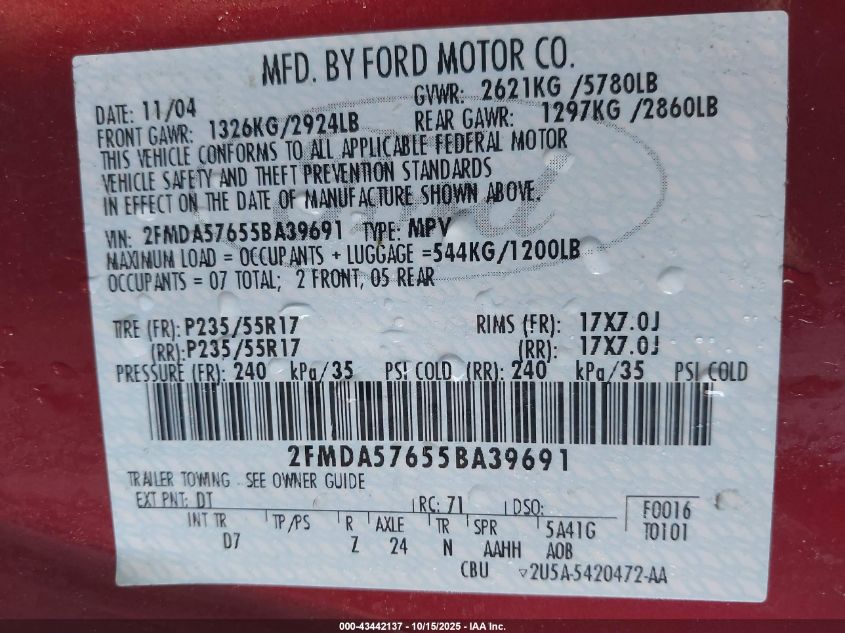 MFD. BY FORD MOTOR CO.
DATE: 11/04 GVWR: 2621KG /5780LB
FRONT GAWR: 1326KG/2924LB REAR GAWR: 1297KG /2860LB
THIS VEHICLE CONFORMS TO ALL APPLICABLE FEDERAL MOTOR
VEHICLE SAFETY AND THEFT PREVENTION STANDARDS
IN EFFECT ON THE DATE OF MANUFACTURE SHOWN ABOVE.
VIN: 2FMDA57655BA39691 TYPE: MPV
MAXIMUM LOAD = OCCUPANTS + LUGGAGE =544KG/1200LB
OCCUPANTS = 07 TOTAL; 2 FRONT, 05 REAR
TIRE (FR): P235/55R17 RIMS (FR): 17X7.0J
(RR): P235/55R17 (RR): 17X7.0J
PRESSURE (FR): 240 kPa/35 PSI COLD (RR): 240 kPa/35 PSI COLD
2FMDA57655BA39691
TRAILER TOWING - SEE OWNER GUIDE
EXT PNT: DT RC: 71 DSO: F0016
INT TR TP/PS R AXLE TR SPR 5A41G T0101
D7 Z 24 N AAHH AOB
CBU ▽2U5A-5420472-AA
000-43442137 - 10/15/2025 - IAA Inc.